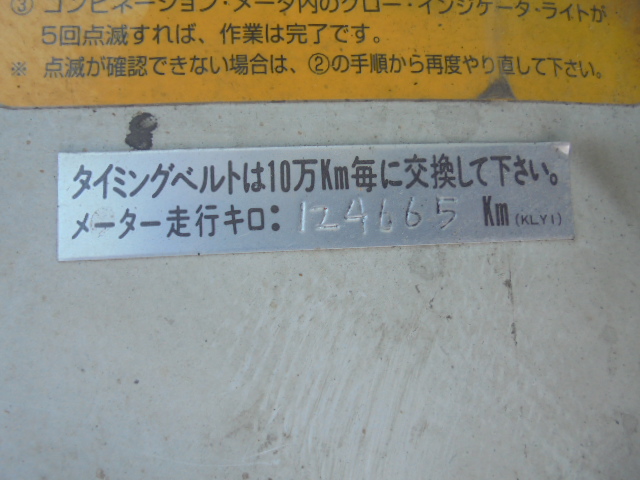 ③ コンビネーション・メータ内のグロー・インジケータ・ライトが
5回点滅すれば、作業は完了です。
※ 点滅が確認できない場合は、②の手順から再度やり直して下さい。
タイミングベルトは10万Km毎に交換して下さい。
メーター走行キロ: 124665 Km (KLY1)